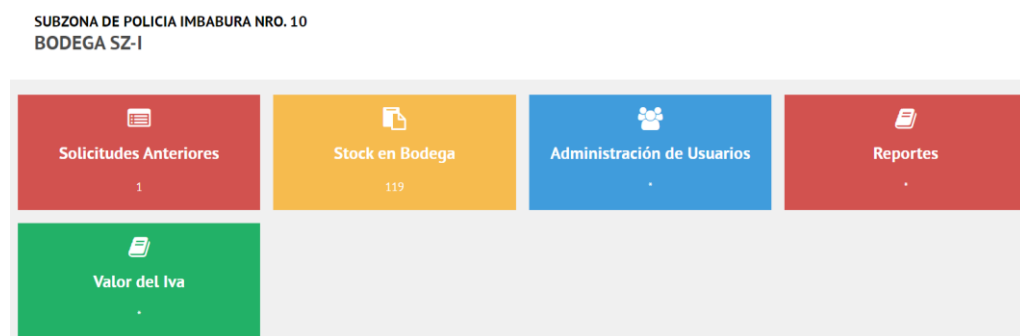 SUBZONA DE POLICIA IMBABURA NRO. 10
BODEGA SZ-I
Solicitudes Anteriores
1
Stock en Bodega
119
Administración de Usuarios
.
Reportes
.
Valor del Iva
.